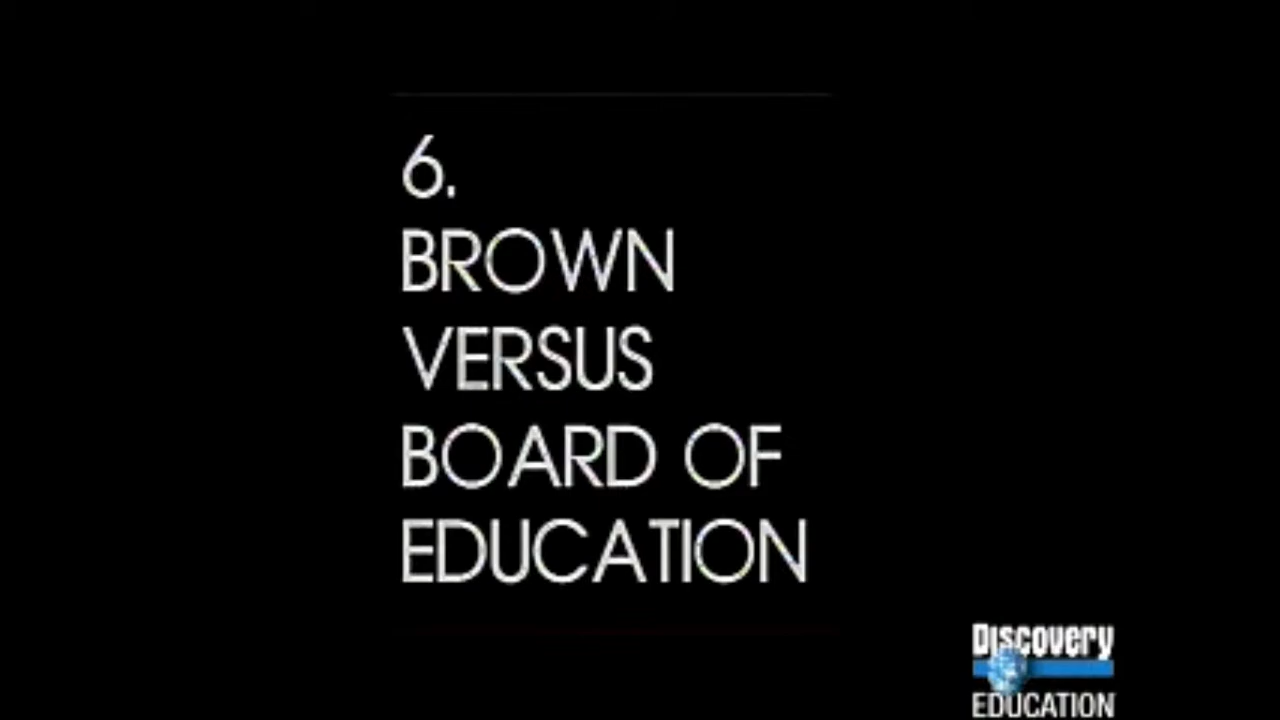 6.
BROWN
VERSUS
BOARD OF
EDUCATION
Discovery
EDUCATION